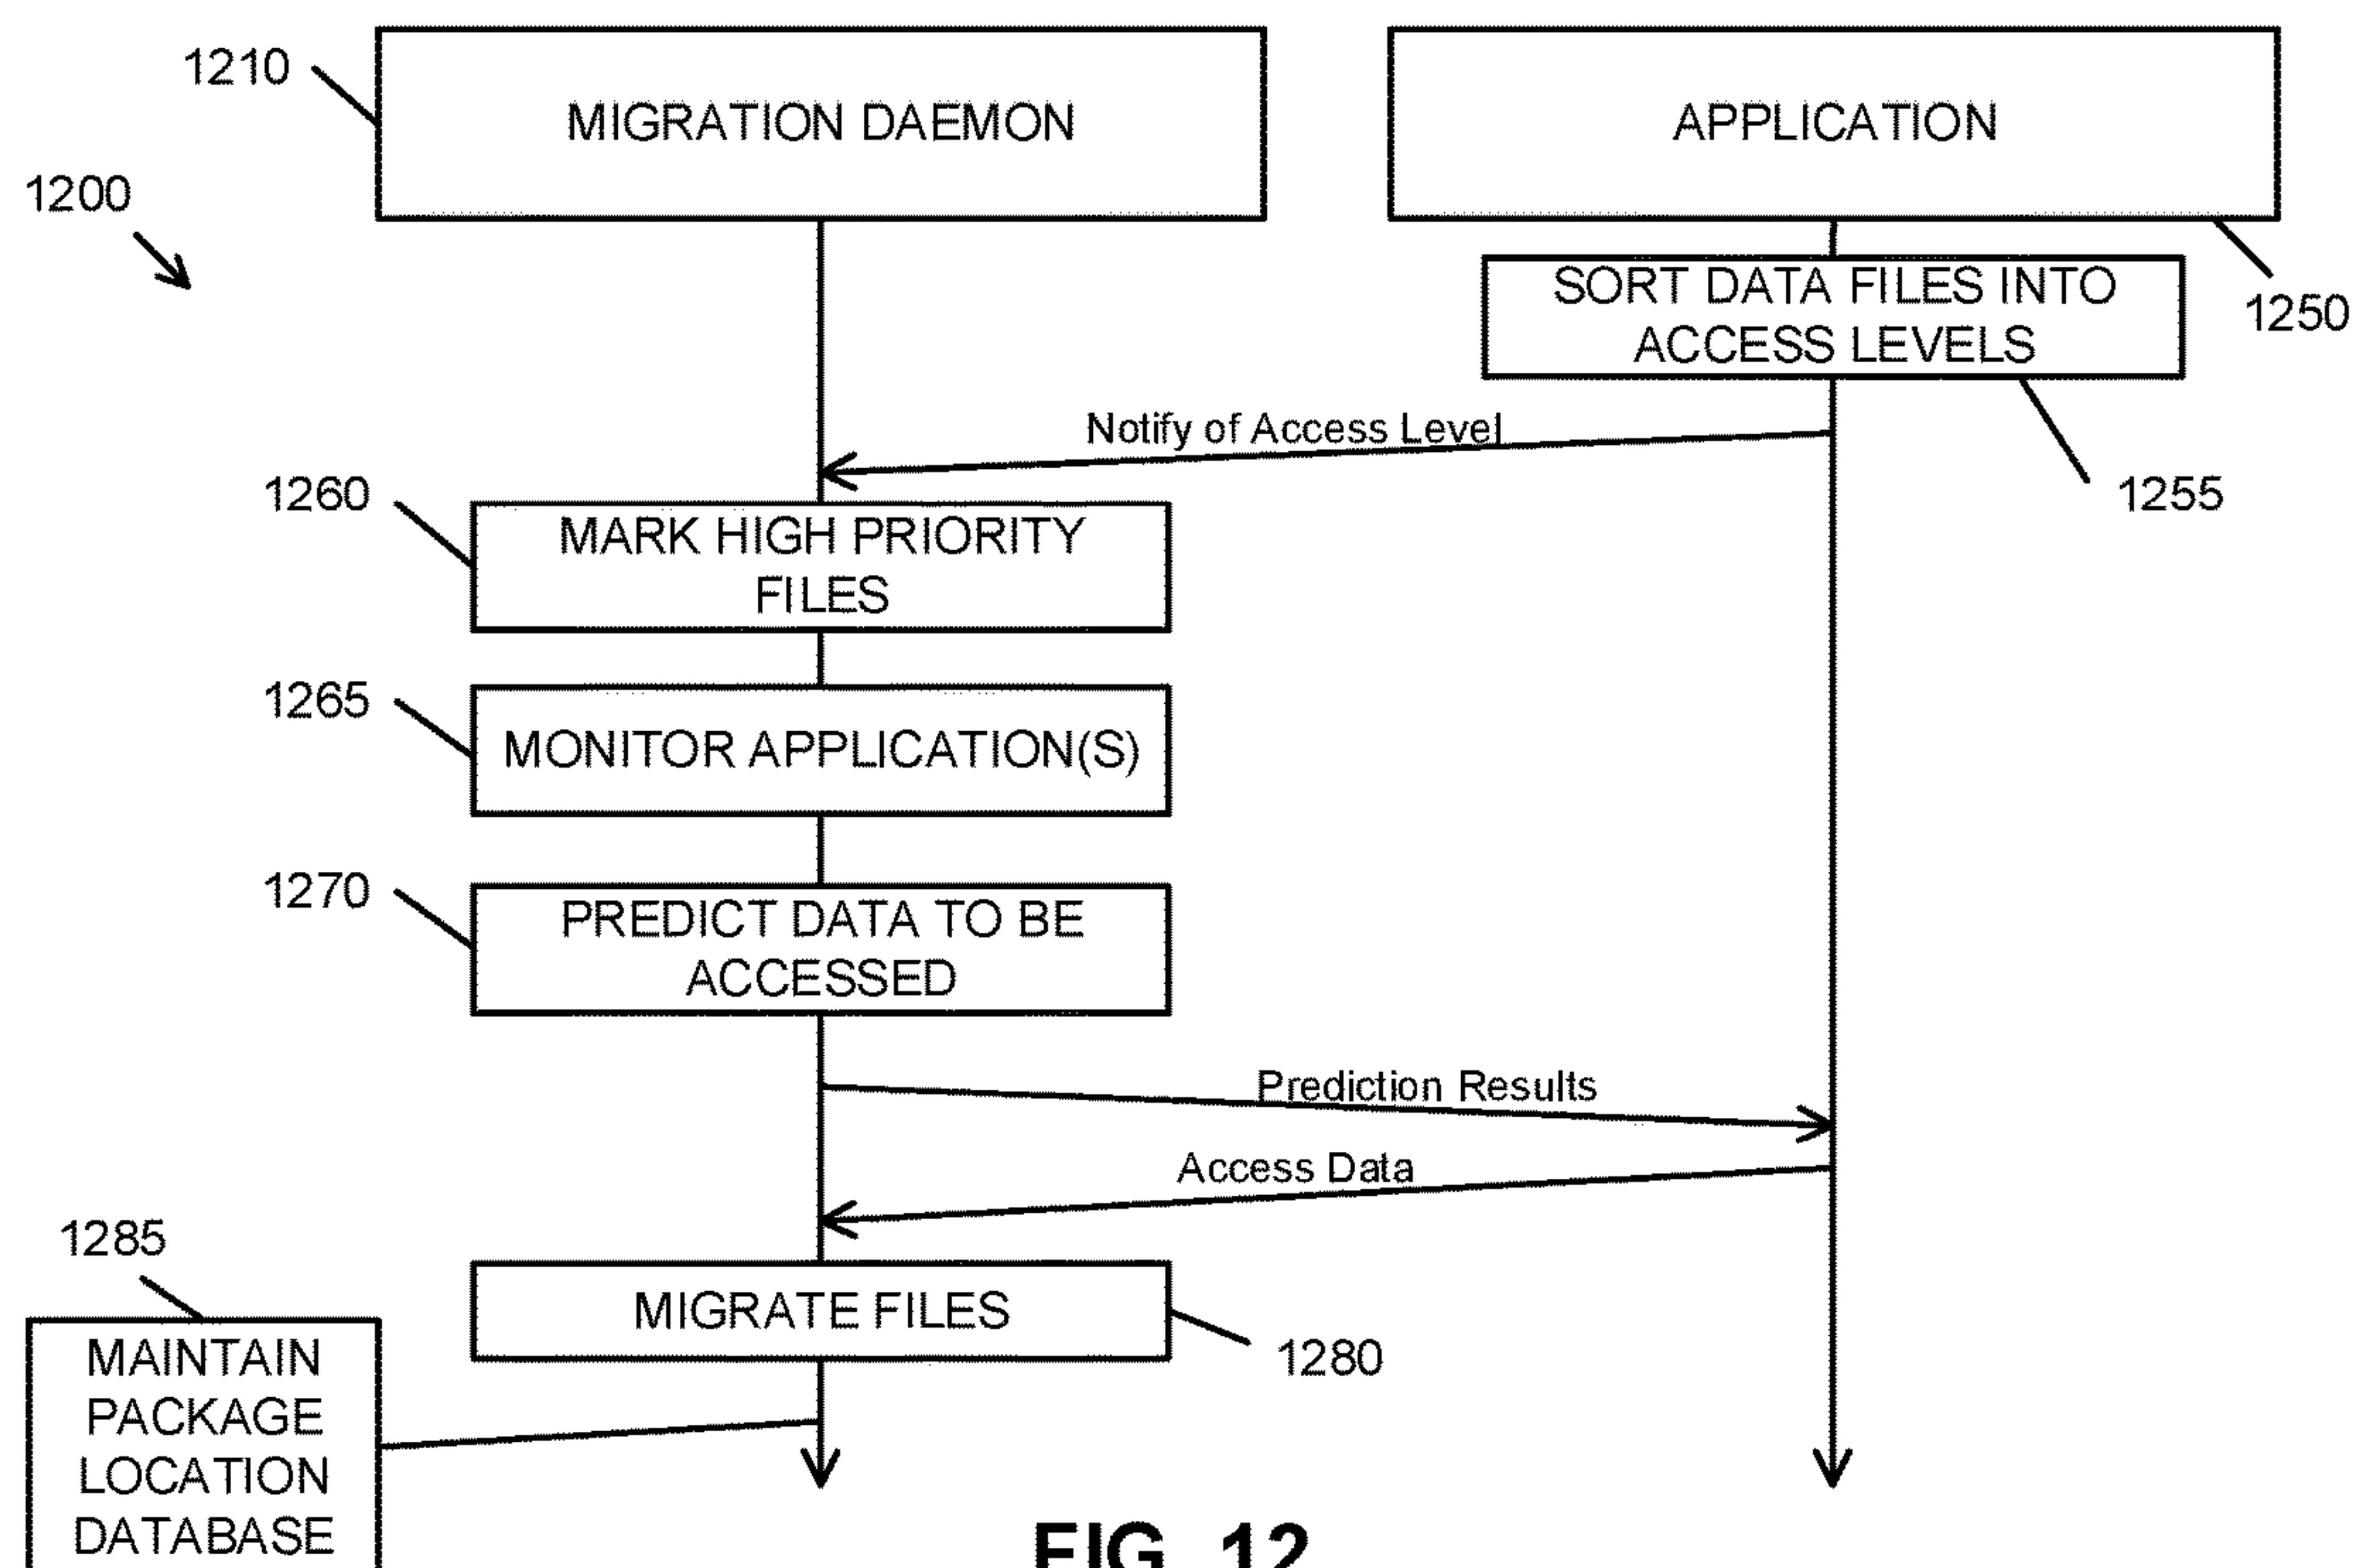 1210
MIGRATION DAEMON
APPLICATION
1200
SORT DATA FILES INTO
ACCESS LEVELS
1250
Notify of Access Level
1255
1260
MARK HIGH PRIORITY
FILES
1265
MONITOR APPLICATION(S)
1270
PREDICT DATA TO BE
ACCESSED
Prediction Results
Access Data
1285
MIGRATE FILES
1280
MAINTAIN
PACKAGE
LOCATION
DATABASE
FIG. 12